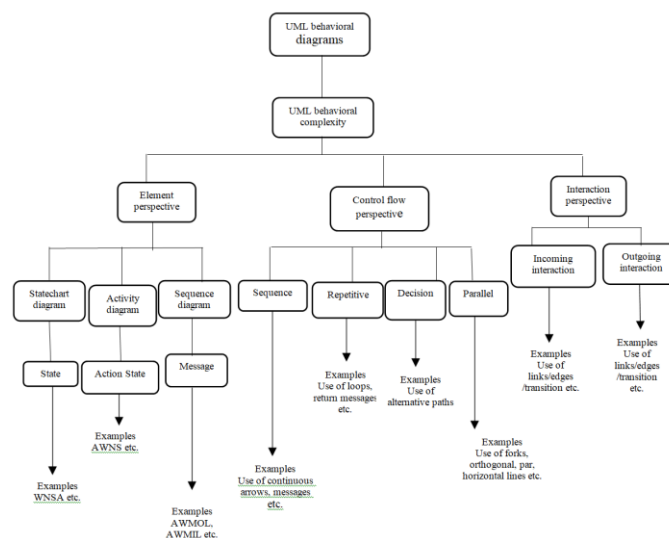 UML behavioral
diagrams
UML behavioral
complexity
Element
perspective
Control flow
perspective
Interaction
perspective
Statechart
diagram
Activity
diagram
Sequence
diagram
Sequence
Repetitive
Decision
Parallel
Incoming
interaction
Outgoing
interaction
State
Action State
Message
Examples
AWNS etc.
Examples
WNSA etc.
Examples
AWMOL,
AWMIL etc.
Examples
Use of continuous
arrows, messages
etc.
Examples
Use of loops,
return messages
etc.
Examples
Use of
alternative paths
Examples
Use of forks,
orthogonal, par,
horizontal lines etc.
Examples
Use of
links/edges
/transition etc.
Examples
Use of
links/edges
/transition
etc.